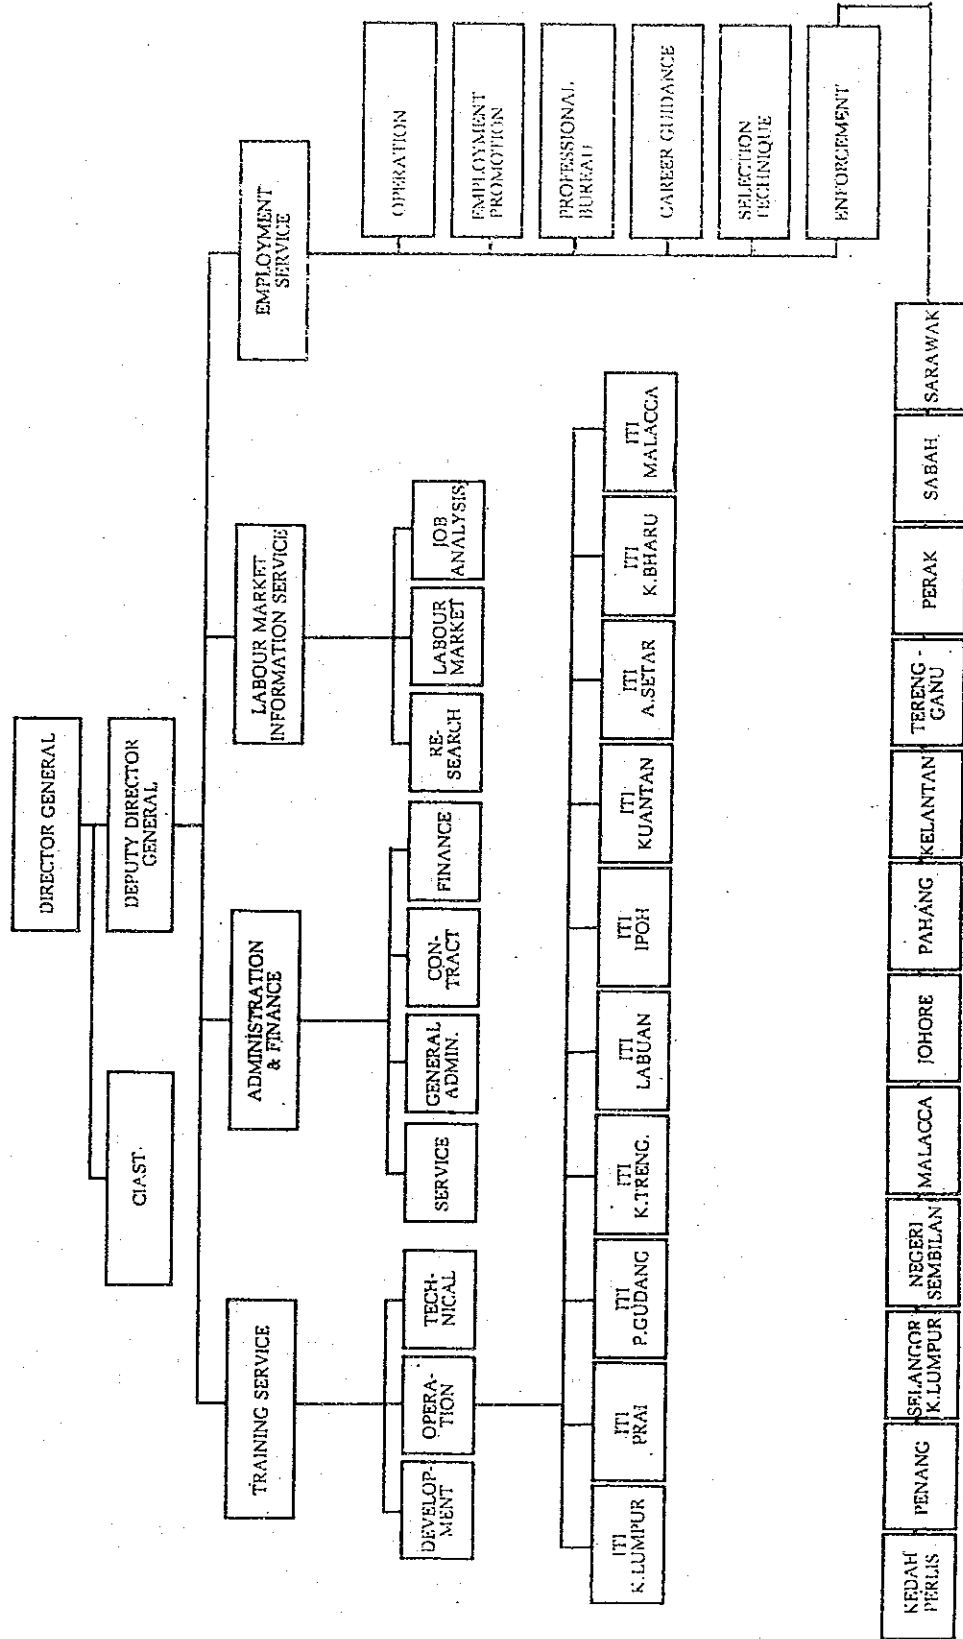 DIRECTOR GENERAL
CIAST
DEPUTY DIRECTOR
GENERAL
TRAINING SERVICE
ADMINISTRATION
& FINANCE
LABOUR MARKET
INFORMATION SERVICE
EMPLOYMENT
SERVICE
DEVELOP-
MENT
OPERA-
TION
TECH-
NICAL
SERVICE
GENERAL
ADMIN.
CON-
TRACT
FINANCE
RE-
SEARCH
LABOUR
MARKET
JOB
ANALYSIS
OPERATION
EMPLOYMENT
PROMOTION
PROFESSIONAL
BUREAU
CAREER GUIDANCE
SELECTION
TECHNIQUE
ENFORCEMENT
ITI
K.LUMPUR
ITI
PRAI
ITI
P.GUDANG
ITI
K.TRENG.
ITI
LABUAN
ITI
IPOH
ITI
KUANTAN
ITI
A.SETAR
ITI
K.BHARU
ITI
MALACCA
KEDAH
PERLIS
PENANG
SELANGOR
K.LUMPUR
NEGERI
SEMBILAN
MALACCA
JOHORE
PAHANG
KELANTAN
TERENG-
GANU
PERAK
SABAH
SARAWAK